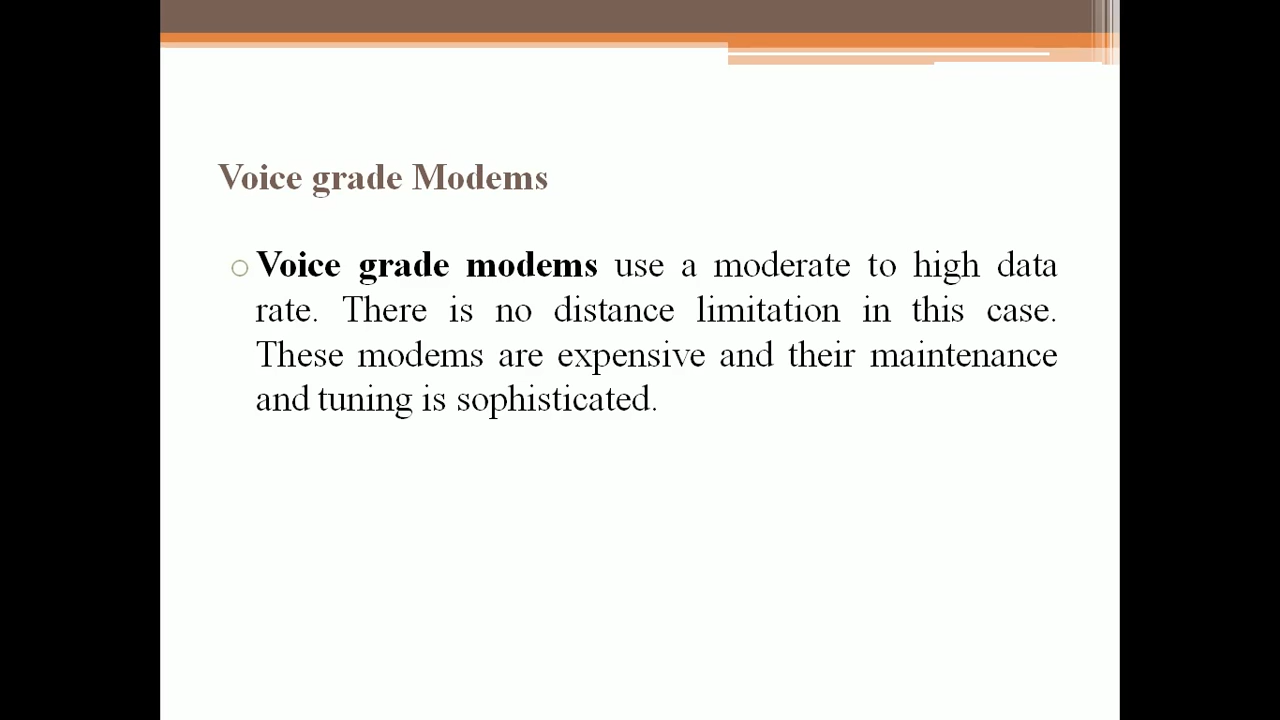 Voice grade Modems
Voice grade modems use a moderate to high data
rate. There is no distance limitation in this case.
These modems are expensive and their maintenance
and tuning is sophisticated.